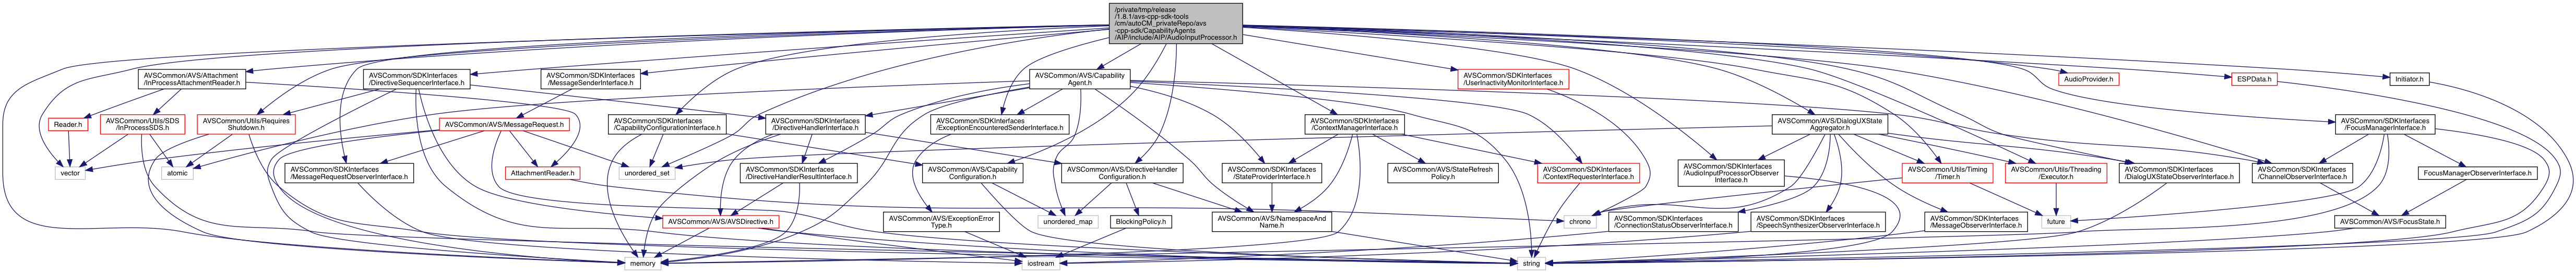 /private/tmp/release
/1.8.1/avs-cpp-sdk-tools
/cm/autoCM_privateRepo/avs
-cpp-sdk/CapabilityAgents
/AIP/include/AIP/AudioInputProcessor.h
AVSCommon/AVS/Attachment
/InProcessAttachmentReader.h
AVSCommon/SDKInterfaces
/DirectiveSequencerInterface.h
AVSCommon/SDKInterfaces
/MessageSenderInterface.h
AVSCommon/AVS/Capability
Agent.h
AVSCommon/SDKInterfaces
/UserInactivityMonitorInterface.h
AudioProvider.h
ESPData.h
Initiator.h
Reader.h
AVSCommon/Utils/SDS
/InProcessSDS.h
AVSCommon/Utils/Requires
Shutdown.h
AVSCommon/AVS/MessageRequest.h
AVSCommon/SDKInterfaces
/CapabilityConfigurationInterface.h
AVSCommon/SDKInterfaces
/DirectiveHandlerInterface.h
AVSCommon/SDKInterfaces
/ExceptionEncounteredSenderInterface.h
AVSCommon/SDKInterfaces
/ContextManagerInterface.h
AVSCommon/AVS/DialogUXState
Aggregator.h
AVSCommon/SDKInterfaces
/FocusManagerInterface.h
vector
atomic
AVSCommon/SDKInterfaces
/MessageRequestObserverInterface.h
AttachmentReader.h
unordered_set
AVSCommon/SDKInterfaces
/DirectiveHandlerResultInterface.h
AVSCommon/AVS/Capability
Configuration.h
AVSCommon/AVS/DirectiveHandler
Configuration.h
AVSCommon/SDKInterfaces
/StateProviderInterface.h
AVSCommon/AVS/StateRefresh
Policy.h
AVSCommon/SDKInterfaces
/ContextRequesterInterface.h
AVSCommon/SDKInterfaces
/AudioInputProcessorObserver
Interface.h
AVSCommon/Utils/Timing
/Timer.h
AVSCommon/Utils/Threading
/Executor.h
AVSCommon/SDKInterfaces
/DialogUXStateObserverInterface.h
AVSCommon/SDKInterfaces
/ChannelObserverInterface.h
FocusManagerObserverInterface.h
AVSCommon/AVS/AVSDirective.h
AVSCommon/AVS/ExceptionError
Type.h
unordered_map
BlockingPolicy.h
AVSCommon/AVS/NamespaceAnd
Name.h
chrono
AVSCommon/SDKInterfaces
/ConnectionStatusObserverInterface.h
AVSCommon/SDKInterfaces
/SpeechSynthesizerObserverInterface.h
AVSCommon/SDKInterfaces
/MessageObserverInterface.h
future
AVSCommon/AVS/FocusState.h
memory
iostream
string